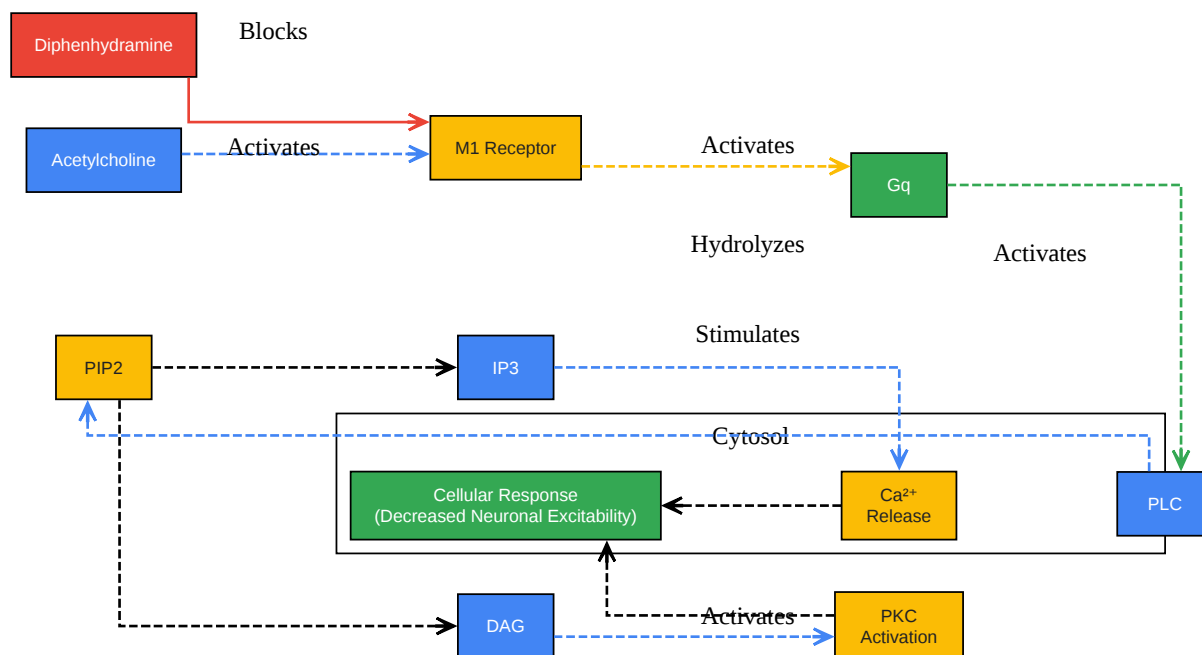 Blocks
Diphenhydramine
Acetylcholine
Activates
M1 Receptor
Activates
Gq
Hydrolyzes
Activates
Stimulates
PIP2
IP3
Cytosol
Cellular Response
(Decreased Neuronal Excitability)
Ca²⁺
Release
PLC
DAG
Activates
PKC
Activation